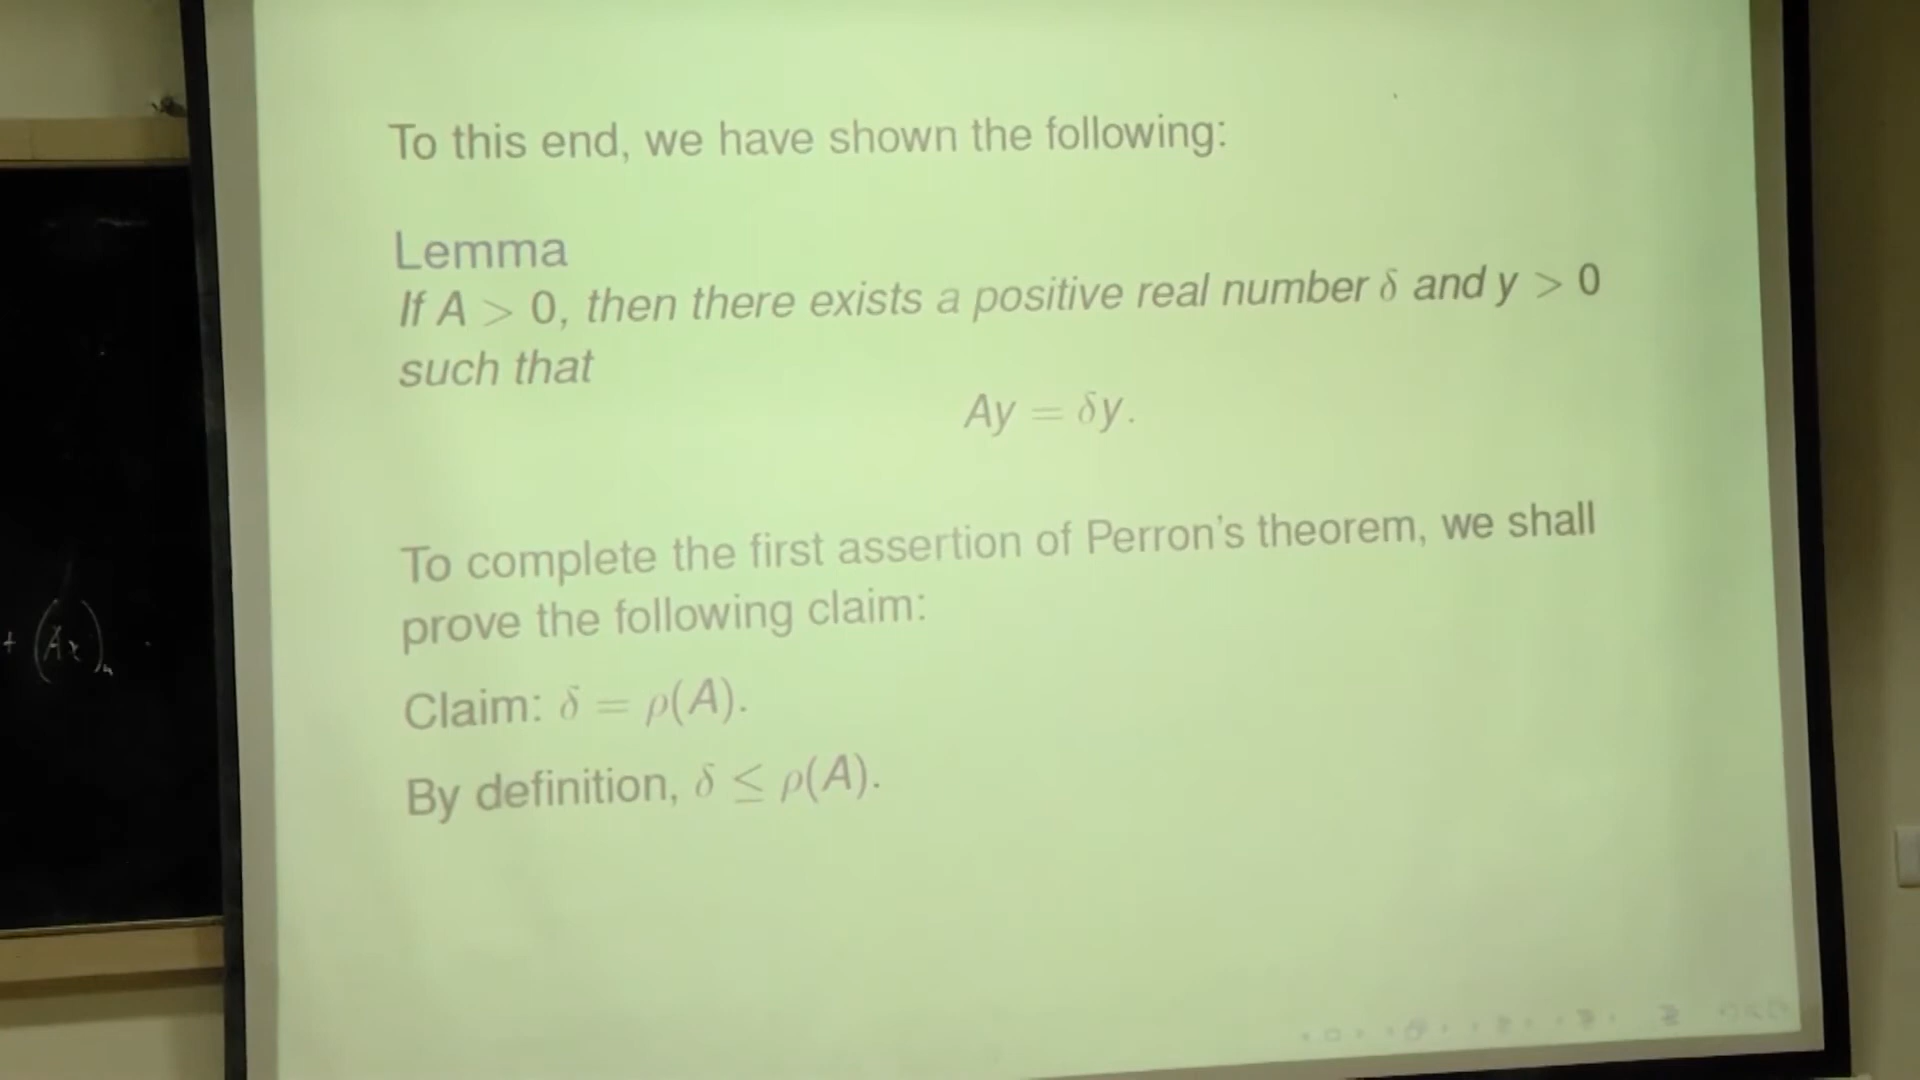 To this end, we have shown the following:
Lemma
If A > 0, then there exists a positive real number δ and y > 0
such that
Ay = δy.
To complete the first assertion of Perron's theorem, we shall
prove the following claim:
+ (Ax)ₙ
Claim: δ = ρ(A).
By definition, δ ≤ ρ(A).